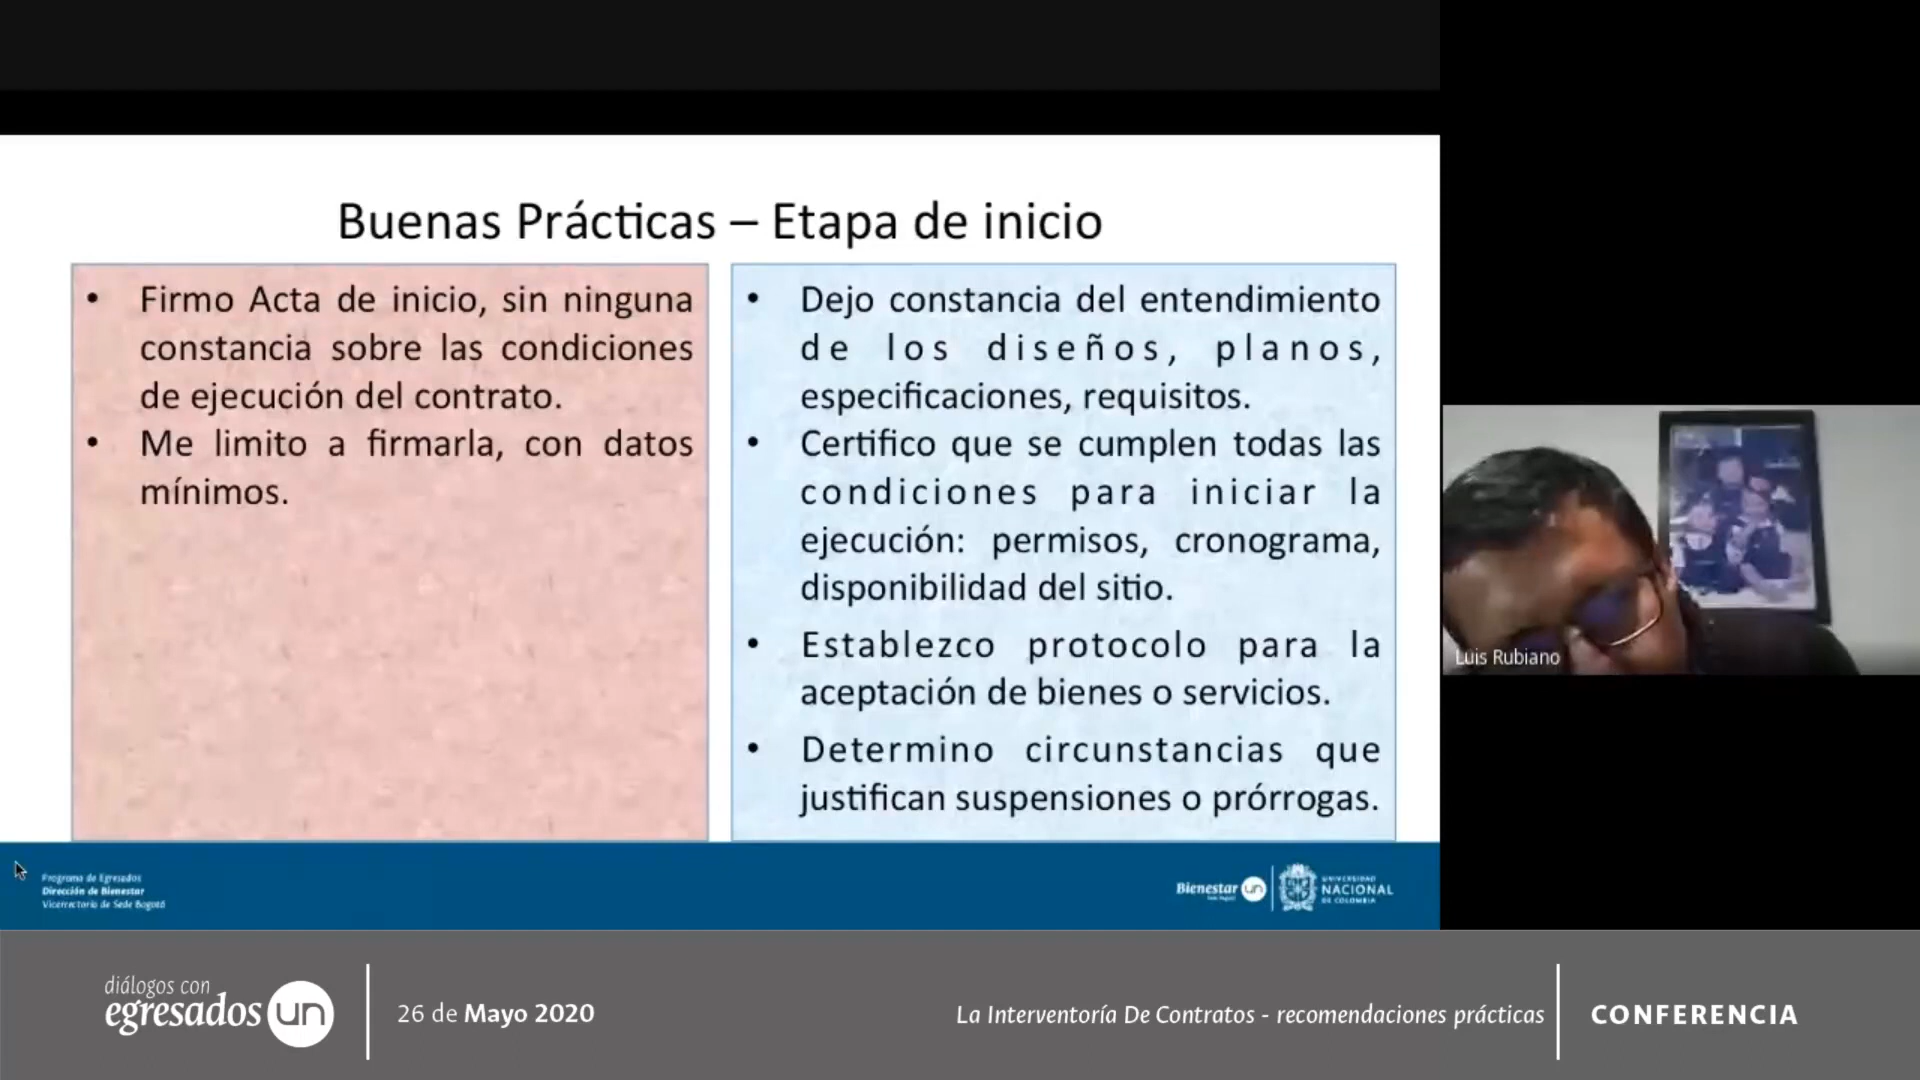 Buenas Prácticas – Etapa de inicio
• Firmo Acta de inicio, sin ninguna
constancia sobre las condiciones
de ejecución del contrato.
• Me limito a firmarla, con datos
mínimos.
• Dejo constancia del entendimiento
de los diseños, planos,
especificaciones, requisitos.
• Certifico que se cumplen todas las
condiciones para iniciar la
ejecución: permisos, cronograma,
disponibilidad del sitio.
• Establezco protocolo para la
aceptación de bienes o servicios.
• Determino circunstancias que
justifican suspensiones o prórrogas.
Luis Rubiano
Programa de Egresados
Dirección de Bienestar
Vicerrectoría de Sede Bogotá
Bienestar un
Sede Bogotá
UNIVERSIDAD
NACIONAL
DE COLOMBIA
diálogos con
egresados un
26 de Mayo 2020
La Interventoría De Contratos - recomendaciones prácticas
CONFERENCIA